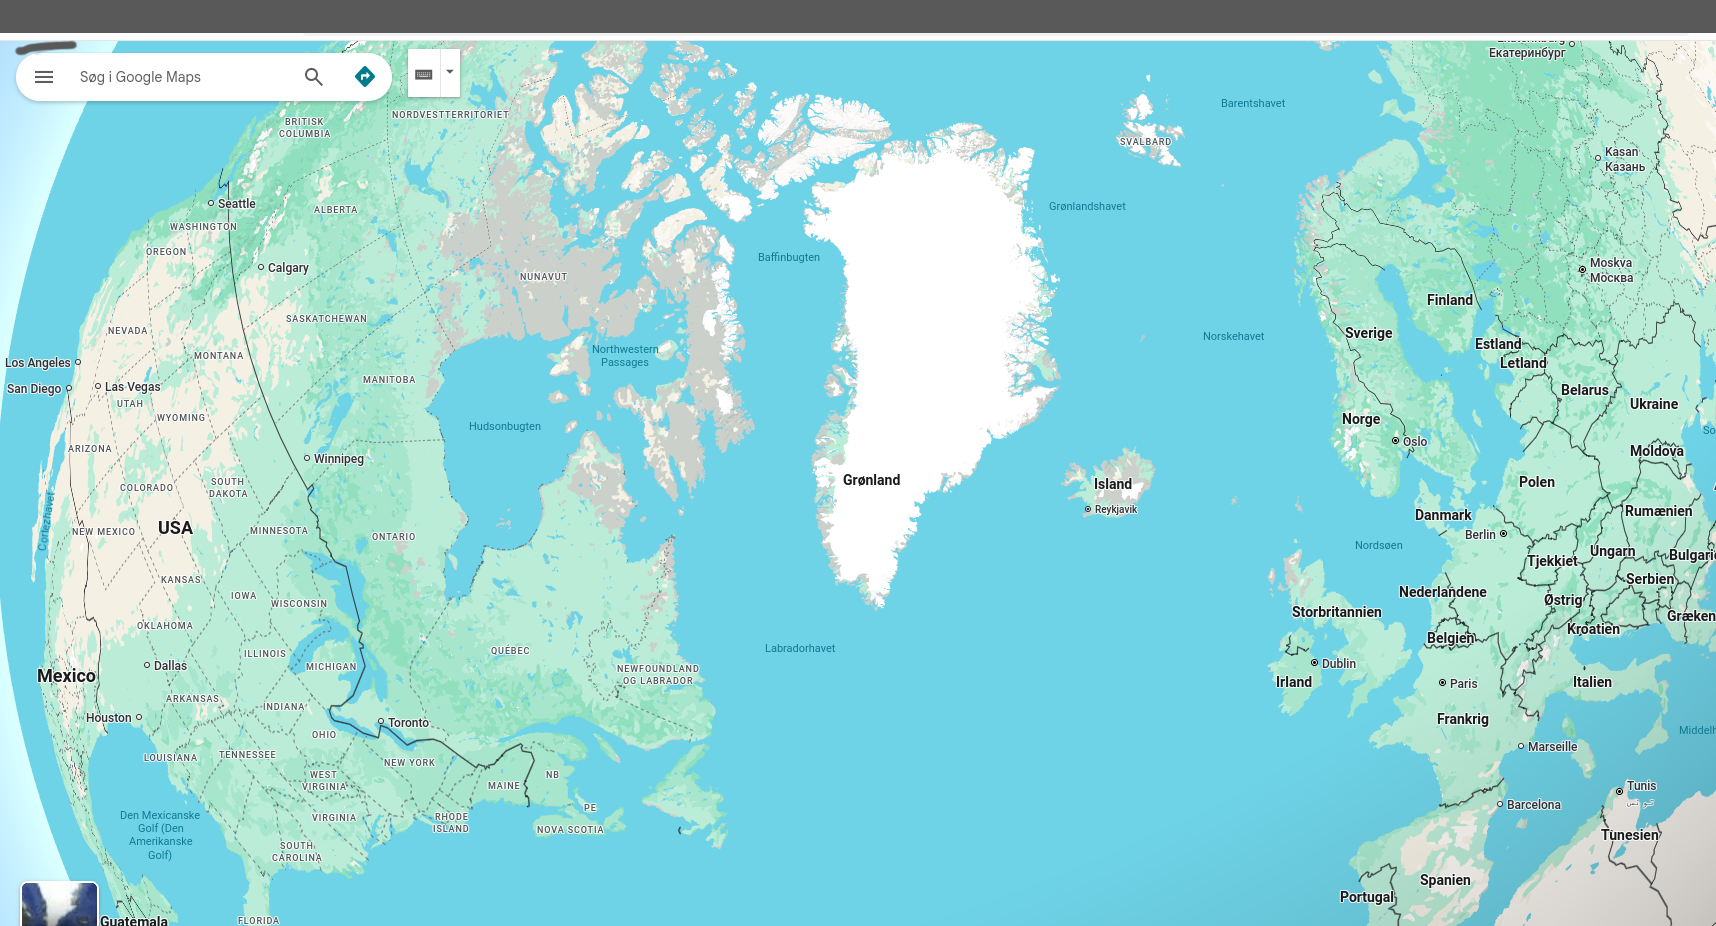 Екатеринбург
Søg i Google Maps
Barentshavet
NORDVESTTERRITORIET
BRITISK
COLUMBIA
SVALBARD
Kasan
Казань
Seattle
ALBERTA
Grønlandshavet
WASHINGTON
OREGON
Baffinbugten
Calgary
Moskva
Москва
NUNAVUT
Finland
SASKATCHEWAN
NEVADA
Sverige
Norskehavet
Estland
Northwestern
Passages
MONTANA
Los Angeles
Letland
MANITOBA
San Diego
Las Vegas
Belarus
UTAH
Ukraine
WYOMING
Norge
Hudsonbugten
Oslo
ARIZONA
Moldova
Winnipeg
Grønland
Island
Polen
SOUTH
DAKOTA
COLORADO
Reykjavik
Rumænien
Danmark
Cortezhavet
USA
NEW MEXICO
MINNESOTA
ONTARIO
Berlin
Nordsøen
Ungarn
Bulgarie
Tjekkiet
KANSAS
Serbien
IOWA
WISCONSIN
Nederlandene
Østrig
Storbritannien
Græken
OKLAHOMA
Kroatien
Belgien
ILLINOIS
QUÉBEC
Labradorhavet
Dallas
MICHIGAN
NEWFOUNDLAND
OG LABRADOR
Dublin
Mexico
Irland
Paris
Italien
ARKANSAS
INDIANA
Houston
Toronto
Frankrig
OHIO
Middelh
Marseille
LOUISIANA
TENNESSEE
NEW YORK
WEST
VIRGINIA
MAINE
NB
Tunis
تونس
PE
Barcelona
Den Mexicanske
Golf (Den
Amerikanske
Golf)
VIRGINIA
RHODE
ISLAND
NOVA SCOTIA
Tunesien
SOUTH
CAROLINA
Spanien
Portugal
Guatemala
FLORIDA